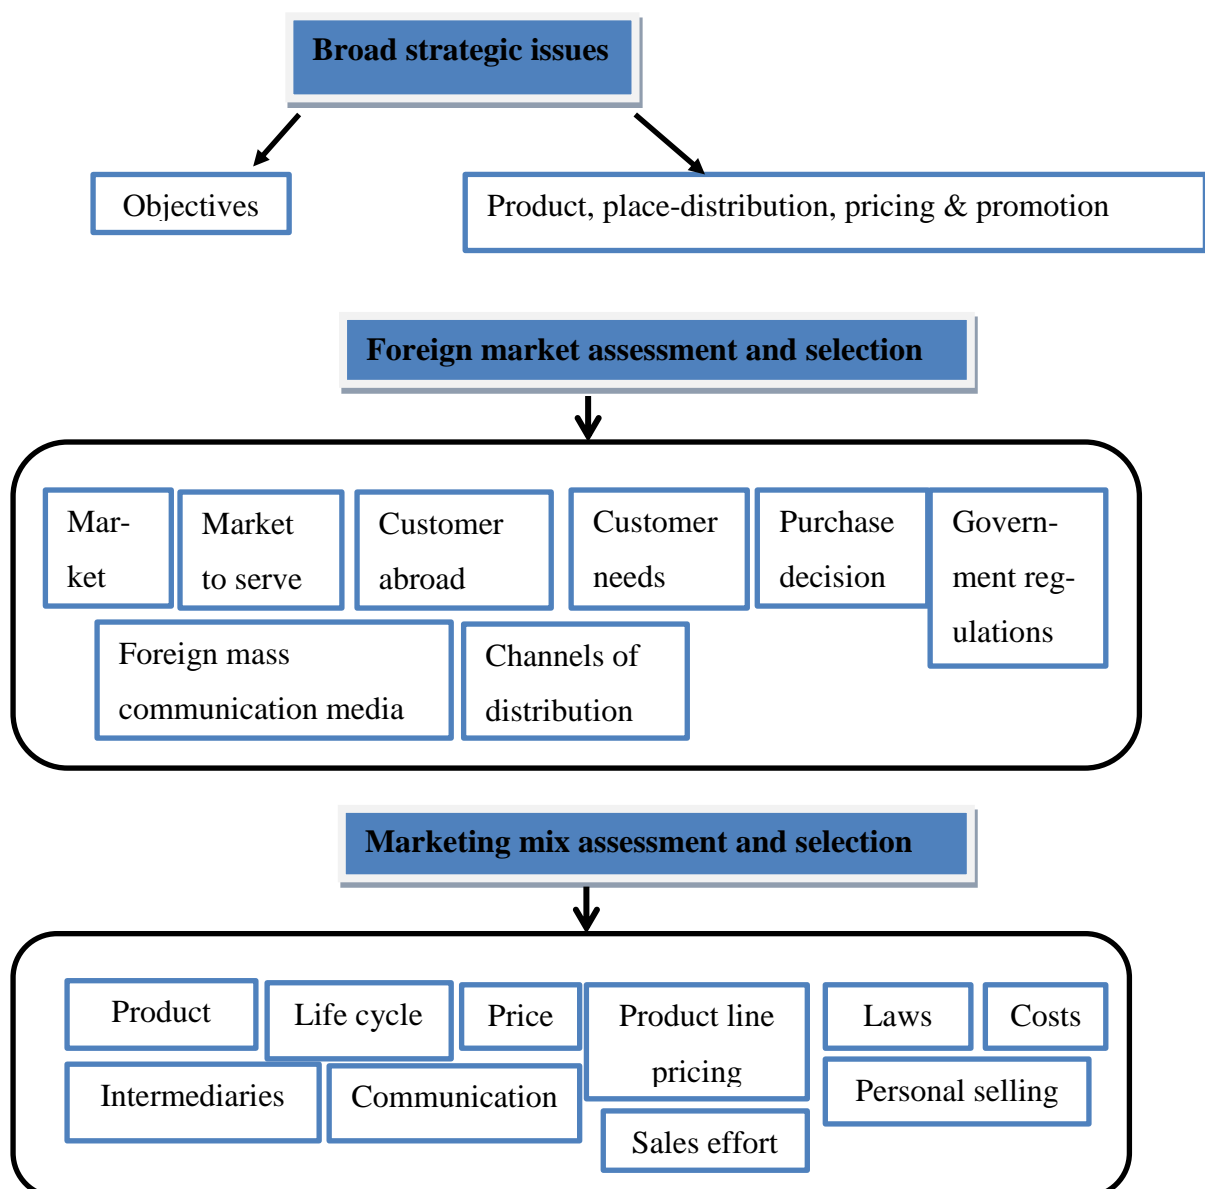 Broad strategic issues
Objectives
Product, place-distribution, pricing & promotion
Foreign market assessment and selection
Mar-
ket
Market
to serve
Customer
abroad
Customer
needs
Purchase
decision
Govern-
ment reg-
ulations
Foreign mass
communication media
Channels of
distribution
Marketing mix assessment and selection
Product
Life cycle
Price
Product line
pricing
Laws
Costs
Intermediaries
Communication
Personal selling
Sales effort